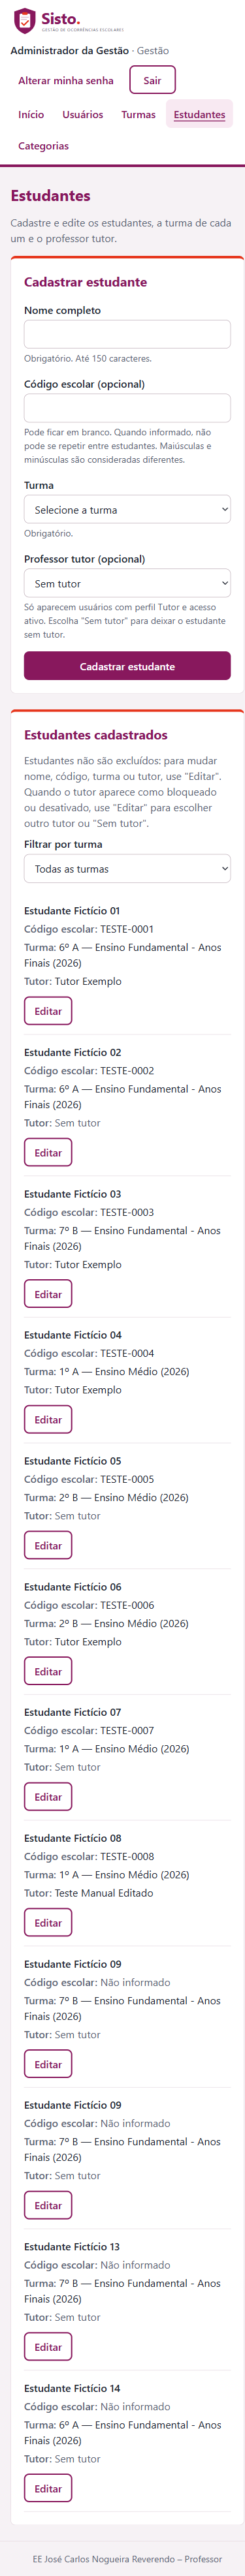 Sisto.
GESTÃO DE OCORRÊNCIAS ESCOLARES
Administrador da Gestão · Gestão
Alterar minha senha
Sair
Início
Usuários
Turmas
Estudantes
Categorias
Estudantes
Cadastre e edite os estudantes, a turma de cada
um e o professor tutor.
Cadastrar estudante
Nome completo
Obrigatório. Até 150 caracteres.
Código escolar (opcional)
Pode ficar em branco. Quando informado, não
pode se repetir entre estudantes. Maiúsculas e
minúsculas são consideradas diferentes.
Turma
Selecione a turma
Obrigatório.
Professor tutor (opcional)
Sem tutor
Só aparecem usuários com perfil Tutor e acesso
ativo. Escolha "Sem tutor" para deixar o estudante
sem tutor.
Cadastrar estudante
Estudantes cadastrados
Estudantes não são excluídos: para mudar
nome, código, turma ou tutor, use "Editar".
Quando o tutor aparece como bloqueado
ou desativado, use "Editar" para escolher
outro tutor ou "Sem tutor".
Filtrar por turma
Todas as turmas
Estudante Fictício 01
Código escolar: TESTE-0001
Turma: 6º A — Ensino Fundamental - Anos
Finais (2026)
Tutor: Tutor Exemplo
Editar
Estudante Fictício 02
Código escolar: TESTE-0002
Turma: 6º A — Ensino Fundamental - Anos
Finais (2026)
Tutor: Sem tutor
Editar
Estudante Fictício 03
Código escolar: TESTE-0003
Turma: 7º B — Ensino Fundamental - Anos
Finais (2026)
Tutor: Tutor Exemplo
Editar
Estudante Fictício 04
Código escolar: TESTE-0004
Turma: 1º A — Ensino Médio (2026)
Tutor: Tutor Exemplo
Editar
Estudante Fictício 05
Código escolar: TESTE-0005
Turma: 2º B — Ensino Médio (2026)
Tutor: Sem tutor
Editar
Estudante Fictício 06
Código escolar: TESTE-0006
Turma: 2º B — Ensino Médio (2026)
Tutor: Tutor Exemplo
Editar
Estudante Fictício 07
Código escolar: TESTE-0007
Turma: 1º A — Ensino Médio (2026)
Tutor: Sem tutor
Editar
Estudante Fictício 08
Código escolar: TESTE-0008
Turma: 1º A — Ensino Médio (2026)
Tutor: Teste Manual Editado
Editar
Estudante Fictício 09
Código escolar: Não informado
Turma: 7º B — Ensino Fundamental - Anos
Finais (2026)
Tutor: Sem tutor
Editar
Estudante Fictício 09
Código escolar: Não informado
Turma: 7º B — Ensino Fundamental - Anos
Finais (2026)
Tutor: Sem tutor
Editar
Estudante Fictício 13
Código escolar: Não informado
Turma: 7º B — Ensino Fundamental - Anos
Finais (2026)
Tutor: Sem tutor
Editar
Estudante Fictício 14
Código escolar: Não informado
Turma: 6º A — Ensino Fundamental - Anos
Finais (2026)
Tutor: Sem tutor
Editar
EE José Carlos Nogueira Reverendo – Professor